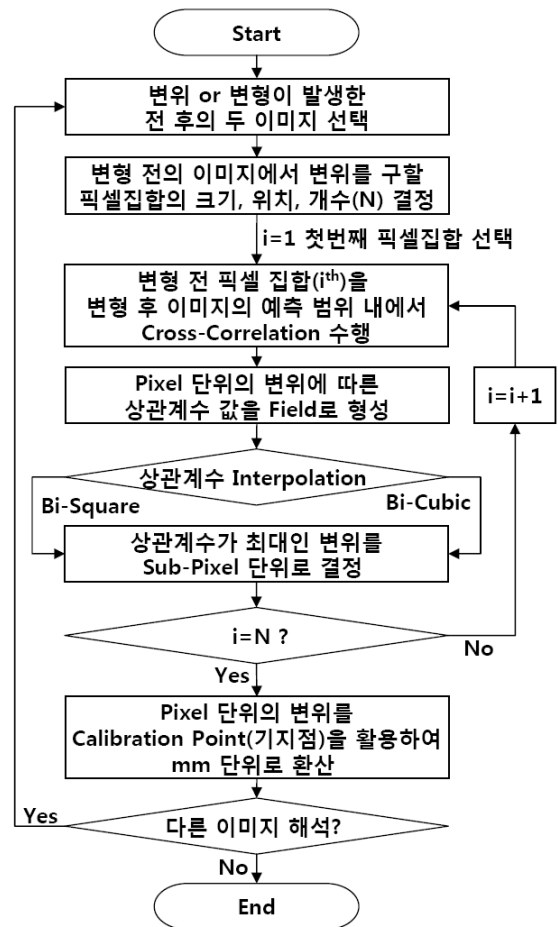 Start
변위 or 변형이 발생한
전 후의 두 이미지 선택
변형 전의 이미지에서 변위를 구할
픽셀집합의 크기, 위치, 개수(N) 결정
i=1 첫번째 픽셀집합 선택
변형 전 픽셀 집합(iᵗʰ)을
변형 후 이미지의 예측 범위 내에서
Cross-Correlation 수행
Pixel 단위의 변위에 따른
상관계수 값을 Field로 형성
i=i+1
상관계수 Interpolation
Bi-Square
Bi-Cubic
상관계수가 최대인 변위를
Sub-Pixel 단위로 결정
i=N ?
No
Yes
Pixel 단위의 변위를
Calibration Point(기지점)을 활용하여
mm 단위로 환산
Yes
다른 이미지 해석?
No
End